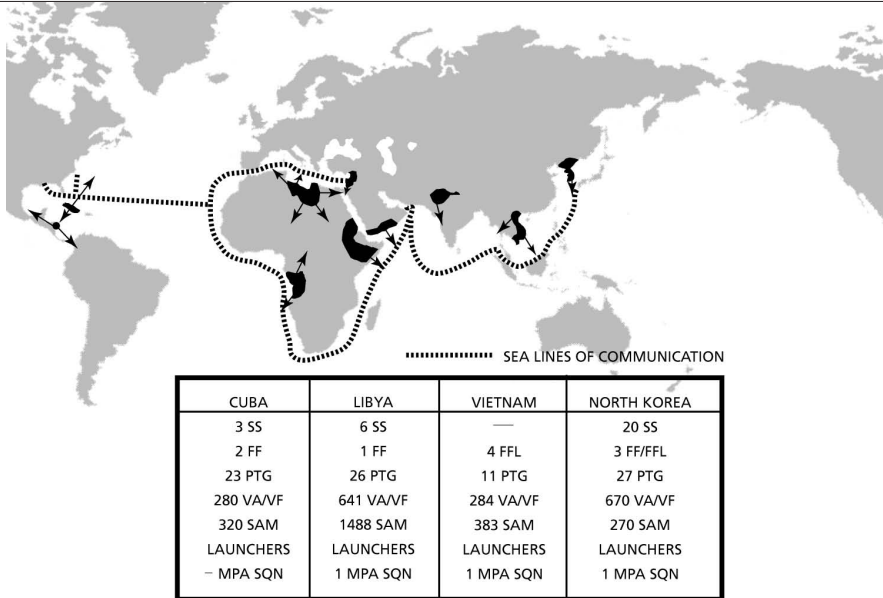 SEA LINES OF COMMUNICATION
CUBA LIBYA VIETNAM NORTH KOREA
3 SS 6 SS — 20 SS
2 FF 1 FF 4 FFL 3 FF/FFL
23 PTG 26 PTG 11 PTG 27 PTG
280 VA/VF 641 VA/VF 284 VA/VF 670 VA/VF
320 SAM 1488 SAM 383 SAM 270 SAM
LAUNCHERS LAUNCHERS LAUNCHERS LAUNCHERS
– MPA SQN 1 MPA SQN 1 MPA SQN 1 MPA SQN